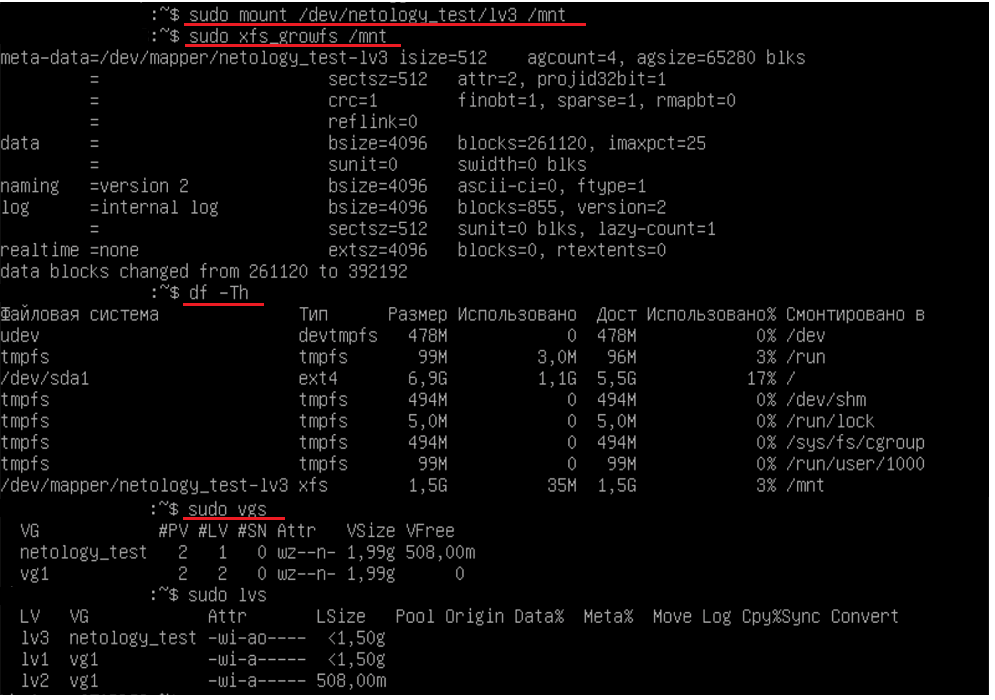 :~$ sudo mount /dev/netology_test/lv3 /mnt
:~$ sudo xfs_growfs /mnt
meta-data=/dev/mapper/netology_test-lv3 isize=512    agcount=4, agsize=65280 blks
         =                       sectsz=512   attr=2, projid32bit=1
         =                       crc=1        finobt=1, sparse=1, rmapbt=0
         =                       reflink=0
data     =                       bsize=4096   blocks=261120, imaxpct=25
         =                       sunit=0      swidth=0 blks
naming   =version 2              bsize=4096   ascii-ci=0, ftype=1
log      =internal log           bsize=4096   blocks=855, version=2
         =                       sectsz=512   sunit=0 blks, lazy-count=1
realtime =none                   extsz=4096   blocks=0, rtextents=0
data blocks changed from 261120 to 392192
:~$ df -Th
Файловая система              Тип      Размер Использовано  Дост Использовано% Смонтировано в
udev                          devtmpfs   478M            0  478M            0% /dev
tmpfs                         tmpfs       99M         3,0M   96M            3% /run
/dev/sda1                     ext4       6,9G         1,1G  5,5G           17% /
tmpfs                         tmpfs      494M            0  494M            0% /dev/shm
tmpfs                         tmpfs      5,0M            0  5,0M            0% /run/lock
tmpfs                         tmpfs      494M            0  494M            0% /sys/fs/cgroup
tmpfs                         tmpfs       99M            0   99M            0% /run/user/1000
/dev/mapper/netology_test-lv3 xfs        1,5G          35M  1,5G            3% /mnt
:~$ sudo vgs
  VG            #PV #LV #SN Attr   VSize VFree
  netology_test   2   1   0 wz--n- 1,99g 508,00m
  vg1             2   2   0 wz--n- 1,99g      0
:~$ sudo lvs
  LV   VG            Attr       LSize   Pool Origin Data%  Meta%  Move Log Cpy%Sync Convert
  lv3  netology_test -wi-ao----  <1,50g
  lv1  vg1           -wi-a-----  <1,50g
  lv2  vg1           -wi-a----- 508,00m